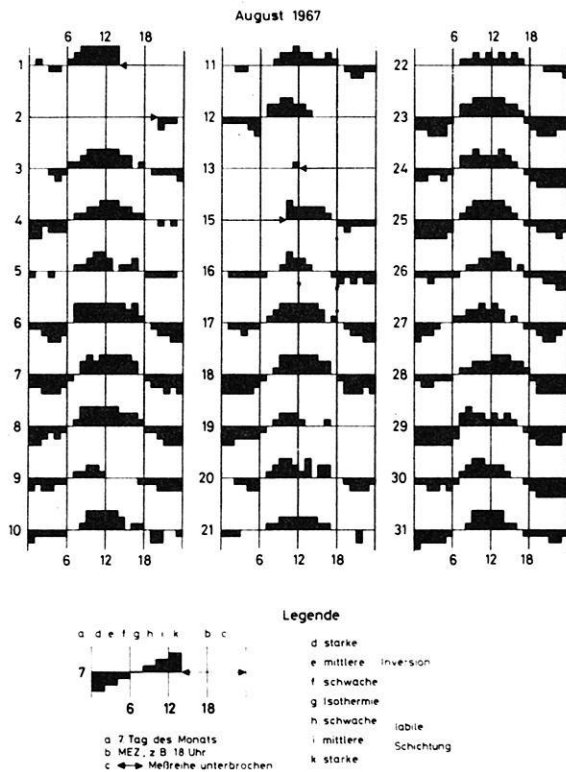 August 1967
6 12 18 6 12 18 6 12 18
1 11 22
2 12 23
3 13 24
4 15 25
5 16 26
6 17 27
7 18 28
8 19 29
9 20 30
10 21 31
6 12 18 6 12 18 6 12 18
Legende
a d e f g h i k b c
7
6 12 18
a 7. Tag des Monats
b MEZ, z B 18 Uhr
c Meßreihe unterbrochen
d starke
e mittlere Inversion
f schwache
g Isothermie
h schwache
i mittlere labile Schichtung
k starke